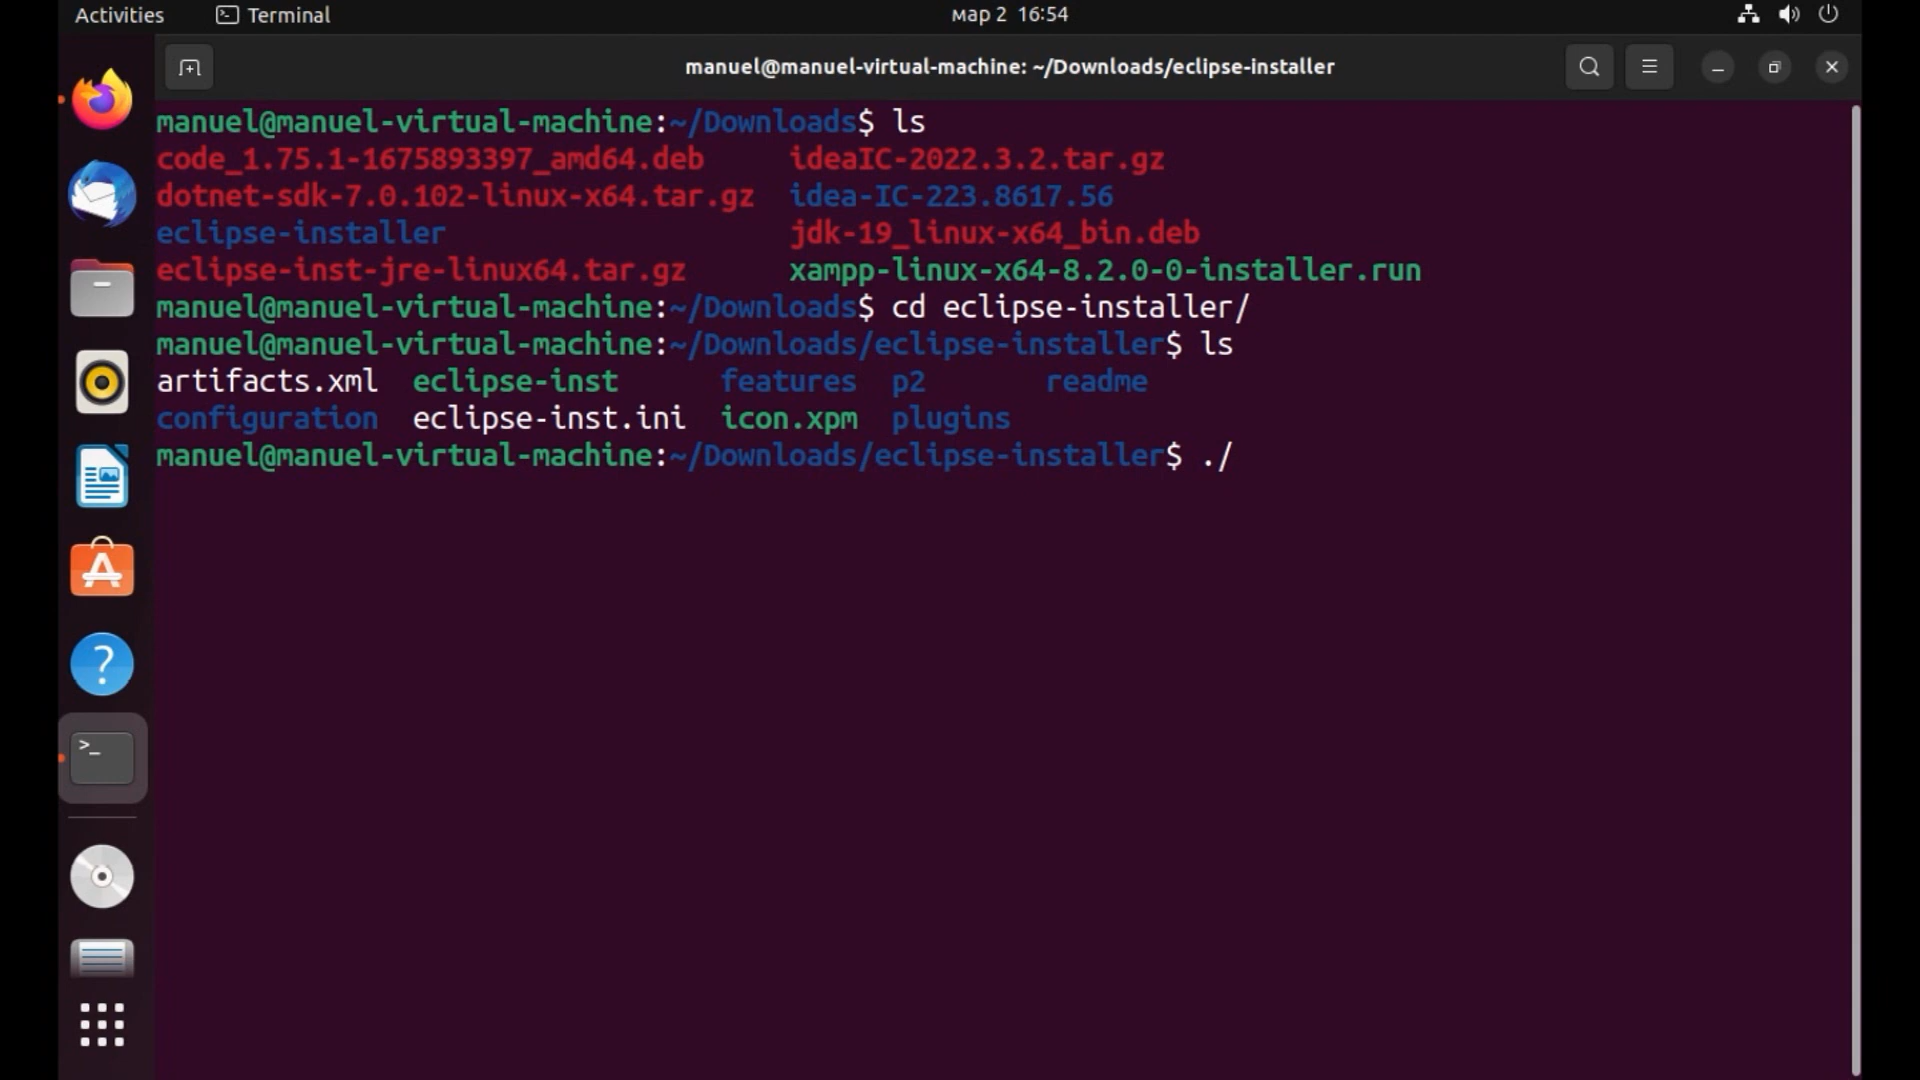 Activities Terminal мар 2 16:54
manuel@manuel-virtual-machine: ~/Downloads/eclipse-installer
manuel@manuel-virtual-machine:~/Downloads$ ls
code_1.75.1-1675893397_amd64.deb ideaIC-2022.3.2.tar.gz
dotnet-sdk-7.0.102-linux-x64.tar.gz idea-IC-223.8617.56
eclipse-installer jdk-19_linux-x64_bin.deb
eclipse-inst-jre-linux64.tar.gz xampp-linux-x64-8.2.0-0-installer.run
manuel@manuel-virtual-machine:~/Downloads$ cd eclipse-installer/
manuel@manuel-virtual-machine:~/Downloads/eclipse-installer$ ls
artifacts.xml eclipse-inst features p2 readme
configuration eclipse-inst.ini icon.xpm plugins
manuel@manuel-virtual-machine:~/Downloads/eclipse-installer$ ./